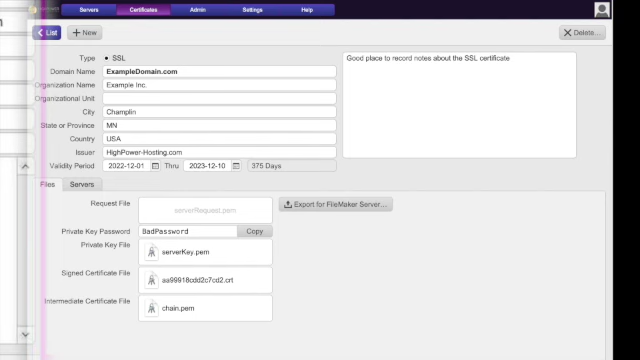 Servers Certificates Admin Settings Help
List + New Delete...
Type • SSL
Good place to record notes about the SSL certificate
Domain Name ExampleDomain.com
Organization Name Example Inc.
Organizational Unit
City Champlin
State or Province MN
Country USA
Issuer HighPower-Hosting.com
Validity Period 2022-12-01 Thru: 2023-12-10 375 Days
Files Servers
Request File serverRequest.pem Export for FileMaker Server...
Private Key Password BadPassword Copy
Private Key File serverKey.pem
Signed Certificate File aa99918cdd2c7cd2.crt
Intermediate Certificate File chain.pem